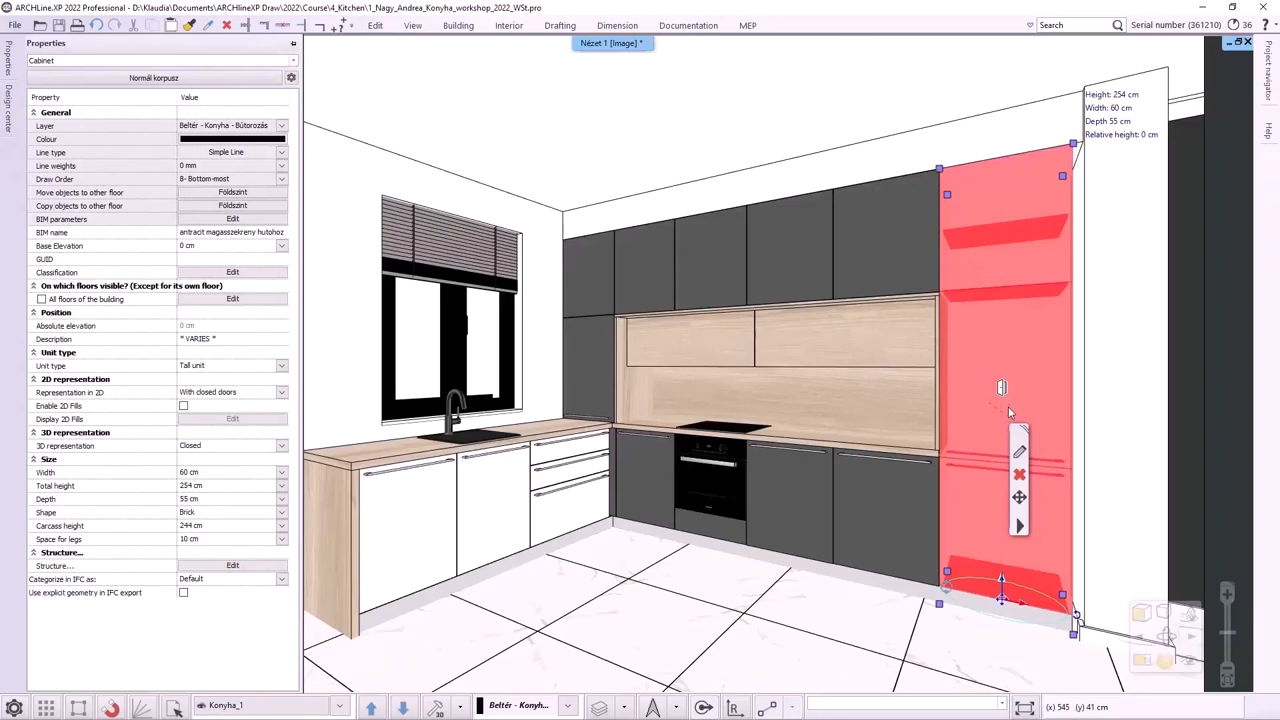 ARCHLine.XP 2022 Professional - D:\Klaudia\Documents\ARCHlineXP Draw\2022\Course\4_Kitchen\1_Nagy_Andrea_Konyha_workshop_2022_WSt.pro
File
Edit
View
Building
Interior
Drafting
Dimension
Documentation
MEP
Search
Serial number (361210)
36
Properties
Nézet 1 [Image] *
Properties
Design center
Project navigator
Help
Cabinet
Normál korpusz
Property Value
General
Layer Beltér - Konyha - Bútorozás
Colour
Line type Simple Line
Line weights 0 mm
Draw Order 8- Bottom-most
Move objects to other floor Földszint
Copy objects to other floor Földszint
BIM parameters Edit
BIM name antracit magasszekreny hutohoz
Base Elevation 0 cm
GUID
Classification Edit
On which floors visible? (Except for its own floor)
All floors of the building Edit
Position
Absolute elevation 0 cm
Description * VARIES *
Unit type
Unit type Tall unit
2D representation
Representation in 2D With closed doors
Enable 2D Fills
Display 2D Fills Edit
3D representation
3D representation Closed
Size
Width 60 cm
Total height 254 cm
Depth 55 cm
Shape Brick
Carcass height 244 cm
Space for legs 10 cm
Structure...
Structure... Edit
Categorize in IFC as: Default
Use explicit geometry in IFC export
Height: 254 cm
Width: 60 cm
Depth 55 cm
Relative height: 0 cm
Konyha_1
Beltér - Konyh...
(x) 545 (y) 41 cm